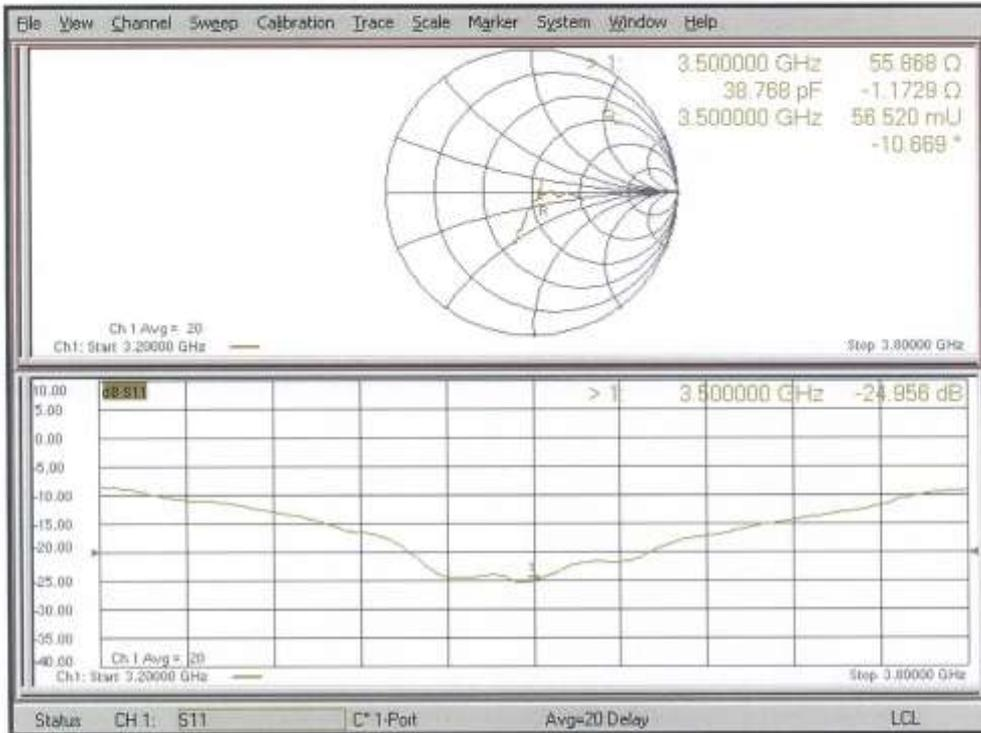 File View Channel Sweep Calibration Trace Scale Marker System Window Help
> 1: 3.500000 GHz 55.868 Ω
38.768 pF -1.1729 Ω
3.500000 GHz 56.520 mU
-10.669 °
R
Ch 1 Avg = 20
Ch1: Start 3.20000 GHz Stop 3.80000 GHz
10.00 dB-S11 > 1: 3.500000 GHz -24.956 dB
5.00
0.00
-5.00
-10.00
-15.00
-20.00
-25.00 1
-30.00
-35.00
-40.00 Ch 1 Avg = 20
Ch1: Start 3.20000 GHz Stop 3.80000 GHz
Status CH 1: S11 C* 1-Port Avg=20 Delay LCL